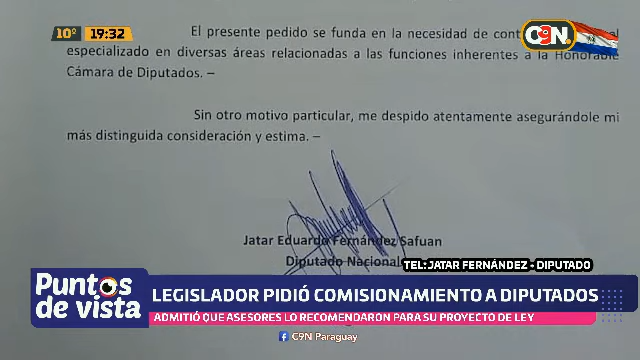 10º 19:32
C9N.
El presente pedido se funda en la necesidad de
especializado en diversas áreas relacionadas a las funciones inherentes a la Honorable
Cámara de Diputados. –
Sin otro motivo particular, me despido atentamente asegurándole mi
más distinguida consideración y estima. –
Jatar Eduardo Fernández Safuan
Diputado Nacional
TEL: JATAR FERNÁNDEZ - DIPUTADO
Puntos
de vista
LEGISLADOR PIDIÓ COMISIONAMIENTO A DIPUTADOS
ADMITIÓ QUE ASESORES LO RECOMENDARON PARA SU PROYECTO DE LEY
C9N Paraguay